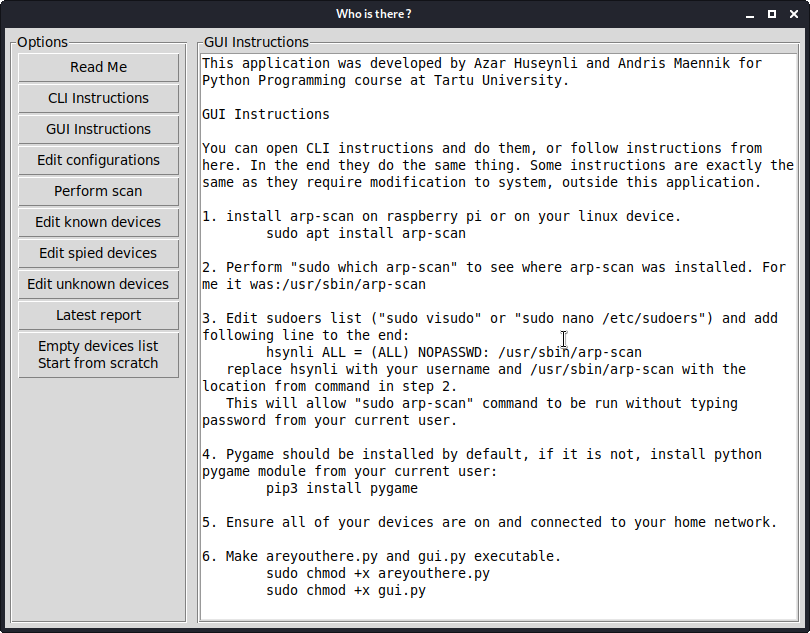 Who is there?
Options
Read Me
CLI Instructions
GUI Instructions
Edit configurations
Perform scan
Edit known devices
Edit spied devices
Edit unknown devices
Latest report
Empty devices list
Start from scratch
GUI Instructions
This application was developed by Azar Huseynli and Andris Maennik for
Python Programming course at Tartu University.
GUI Instructions
You can open CLI instructions and do them, or follow instructions from
here. In the end they do the same thing. Some instructions are exactly the
same as they require modification to system, outside this application.
1. install arp-scan on raspberry pi or on your linux device.
sudo apt install arp-scan
2. Perform "sudo which arp-scan" to see where arp-scan was installed. For
me it was:/usr/sbin/arp-scan
3. Edit sudoers list ("sudo visudo" or "sudo nano /etc/sudoers") and add
following line to the end:
hsynli ALL = (ALL) NOPASSWD: /usr/sbin/arp-scan
replace hsynli with your username and /usr/sbin/arp-scan with the
location from command in step 2.
This will allow "sudo arp-scan" command to be run without typing
password from your current user.
4. Pygame should be installed by default, if it is not, install python
pygame module from your current user:
pip3 install pygame
5. Ensure all of your devices are on and connected to your home network.
6. Make areyouthere.py and gui.py executable.
sudo chmod +x areyouthere.py
sudo chmod +x gui.py